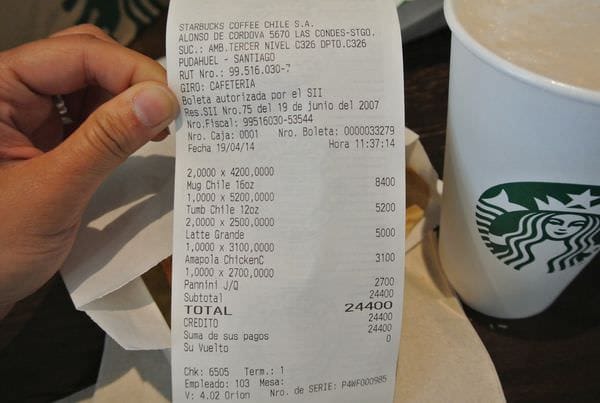 STARBUCKS COFFEE CHILE S.A.
ALONSO DE CORDOVA 5670 LAS CONDES-STGO.
SUC.: AMB.TERCER NIVEL C326 DPTO.C326
PUDAHUEL - SANTIAGO
RUT Nro.: 99.516.030-7
GIRO: CAFETERIA
Boleta autorizada por el SII
Res.SII Nro.75 del 19 de junio del 2007
Nro.Fiscal: 99516030-53544
Nro. Caja: 0001 Nro. Boleta: 0000033279
Fecha 19/04/14 Hora 11:37:14
2,0000 x 4200,0000
Mug Chile 16oz 8400
1,0000 x 5200,0000
Tumb Chile 12oz 5200
2,0000 x 2500,0000
Latte Grande 5000
1,0000 x 3100,0000
Amapola ChickenC 3100
1,0000 x 2700,0000
Pannini J/Q 2700
Subtotal 24400
TOTAL 24400
CREDITO 24400
Suma de sus pagos 24400
Su Vuelto 0
Chk: 6505 Term.: 1
Empleado: 103 Mesa:
V: 4.02 Orion Nro. de SERIE: P4WF000985